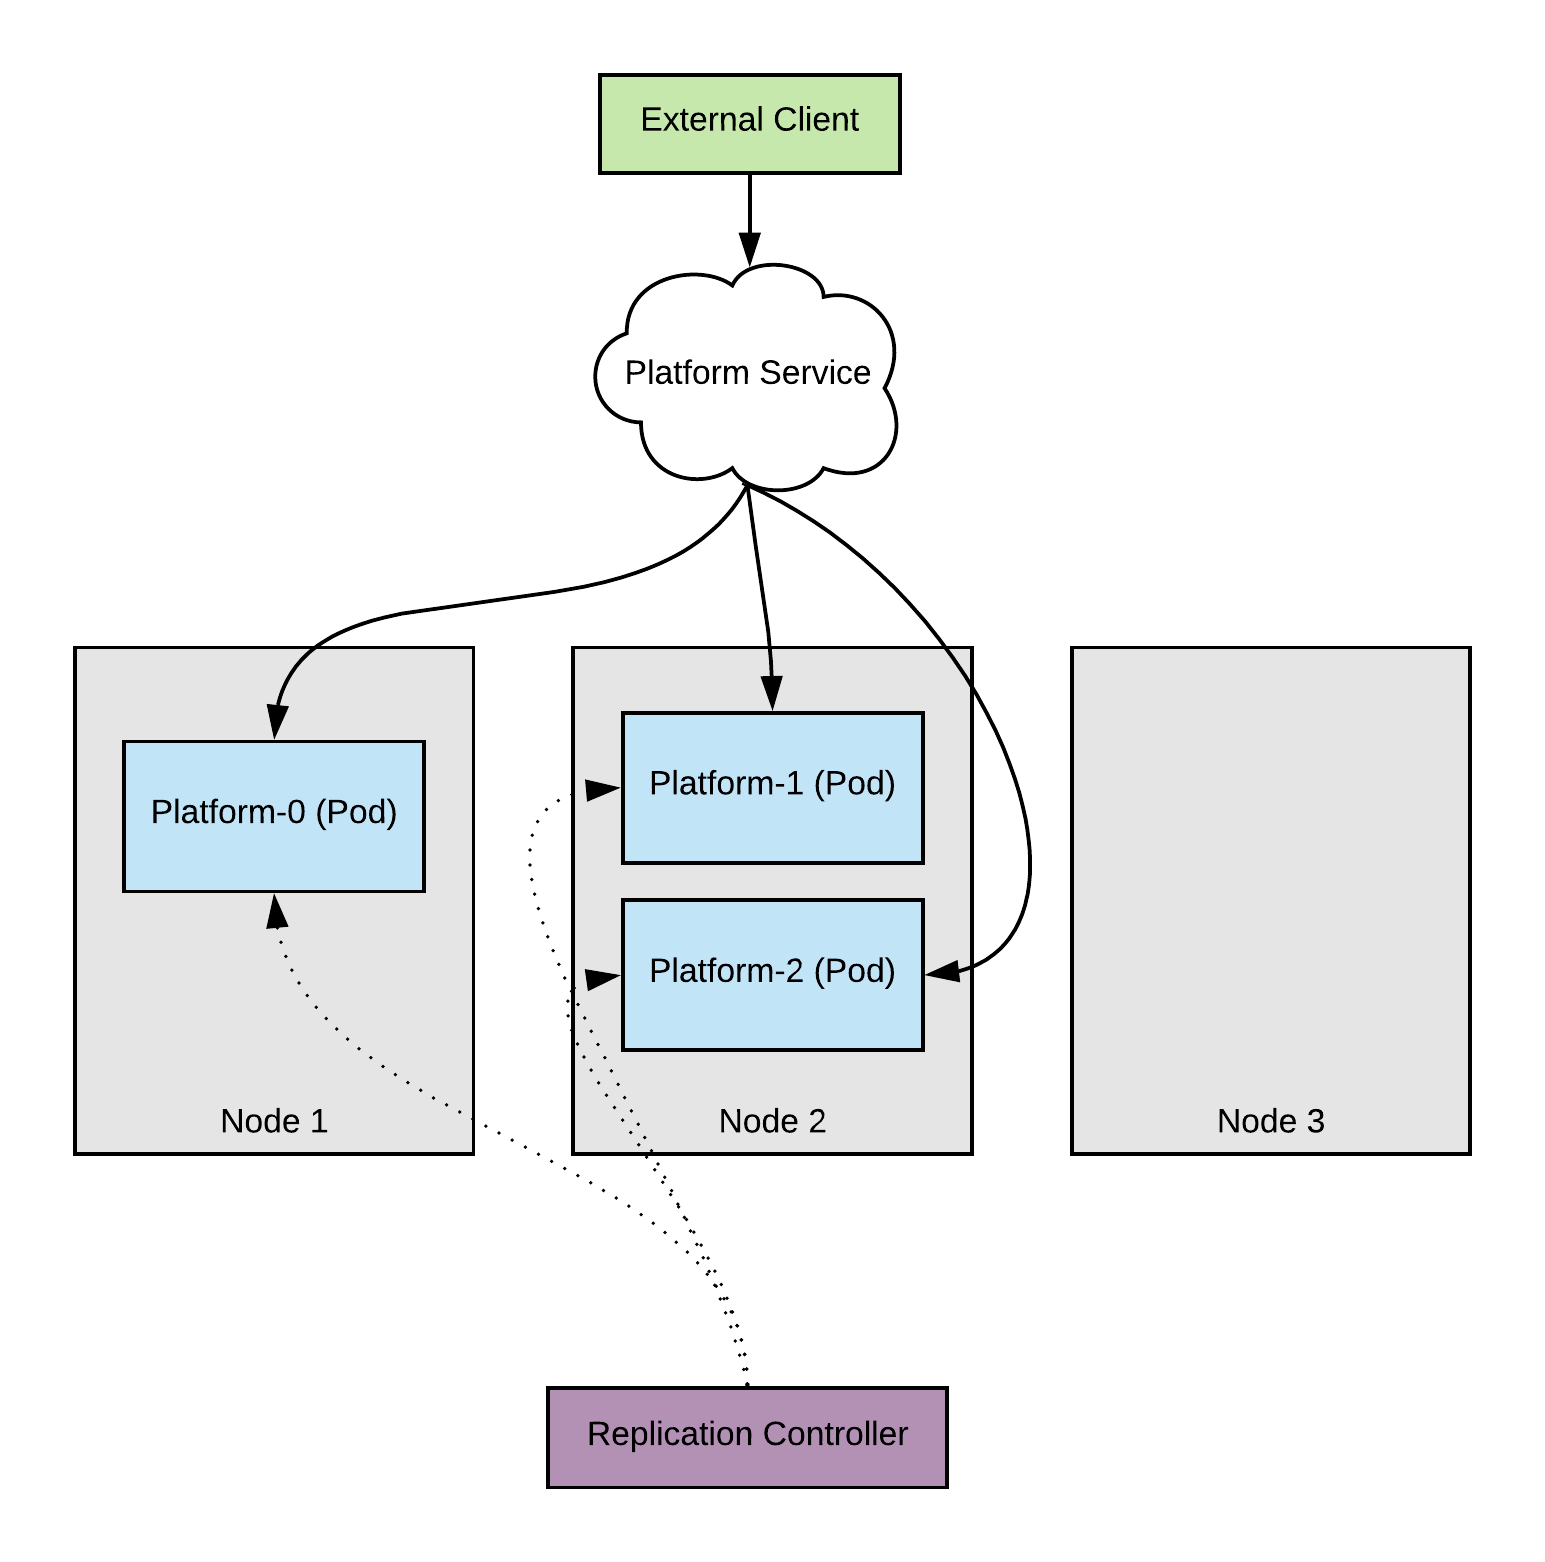 External Client
Platform Service
Platform-0 (Pod)
Platform-1 (Pod)
Platform-2 (Pod)
Node 1
Node 2
Node 3
Replication Controller